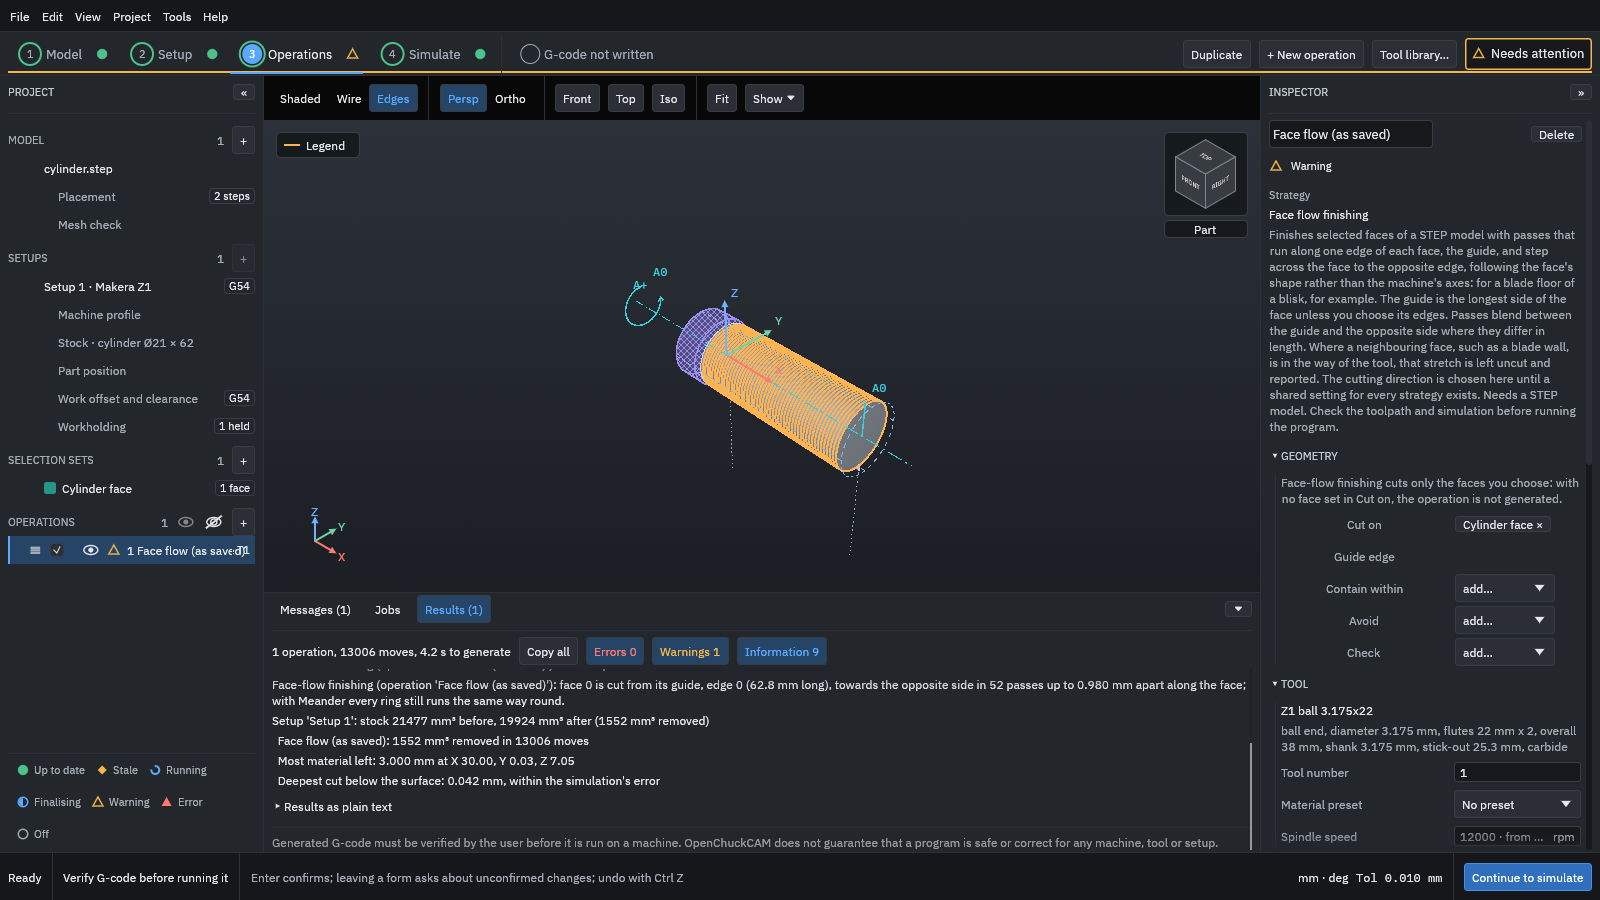 File Edit View Project Tools Help
1 Model 2 Setup 3 Operations 4 Simulate G-code not written Duplicate + New operation Tool library... Needs attention
PROJECT «
Shaded Wire Edges Persp Ortho Front Top Iso Fit Show
INSPECTOR »
MODEL 1 +
cylinder.step
Placement 2 steps
Mesh check
SETUPS 1 +
Setup 1 · Makera Z1 G54
Machine profile
Stock · cylinder Ø21 × 62
Part position
Work offset and clearance G54
Workholding 1 held
SELECTION SETS 1 +
Cylinder face 1 face
OPERATIONS 1 +
1 Face flow (as saved) T1
Up to date Stale Running
Finalising Warning Error
Off
Legend
TOP
FRONT RIGHT
Part
A0
A+
Z
Y
X
A0
Z
Y
X
Messages (1) Jobs Results (1)
1 operation, 13006 moves, 4.2 s to generate Copy all Errors 0 Warnings 1 Information 9
Face-flow finishing (operation 'Face flow (as saved)'): face 0 is cut from its guide, edge 0 (62.8 mm long), towards the opposite side in 52 passes up to 0.980 mm apart along the face;
with Meander every ring still runs the same way round.
Setup 'Setup 1': stock 21477 mm³ before, 19924 mm³ after (1552 mm³ removed)
Face flow (as saved): 1552 mm³ removed in 13006 moves
Most material left: 3.000 mm at X 30.00, Y 0.03, Z 7.05
Deepest cut below the surface: 0.042 mm, within the simulation's error
Results as plain text
Generated G-code must be verified by the user before it is run on a machine. OpenChuckCAM does not guarantee that a program is safe or correct for any machine, tool or setup.
Face flow (as saved) Delete
Warning
Strategy
Face flow finishing
Finishes selected faces of a STEP model with passes that
run along one edge of each face, the guide, and step
across the face to the opposite edge, following the face's
shape rather than the machine's axes: for a blade floor of
a blisk, for example. The guide is the longest side of the
face unless you choose its edges. Passes blend between
the guide and the opposite side where they differ in
length. Where a neighbouring face, such as a blade wall,
is in the way of the tool, that stretch is left uncut and
reported. The cutting direction is chosen here until a
shared setting for every strategy exists. Needs a STEP
model. Check the toolpath and simulation before running
the program.
GEOMETRY
Face-flow finishing cuts only the faces you choose: with
no face set in Cut on, the operation is not generated.
Cut on Cylinder face ×
Guide edge
Contain within add...
Avoid add...
Check add...
TOOL
Z1 ball 3.175x22
ball end, diameter 3.175 mm, flutes 22 mm x 2, overall
38 mm, shank 3.175 mm, stick-out 25.3 mm, carbide
Tool number 1
Material preset No preset
Spindle speed 12000 · from ... rpm
Ready Verify G-code before running it Enter confirms; leaving a form asks about unconfirmed changes; undo with Ctrl Z mm · deg Tol 0.010 mm Continue to simulate